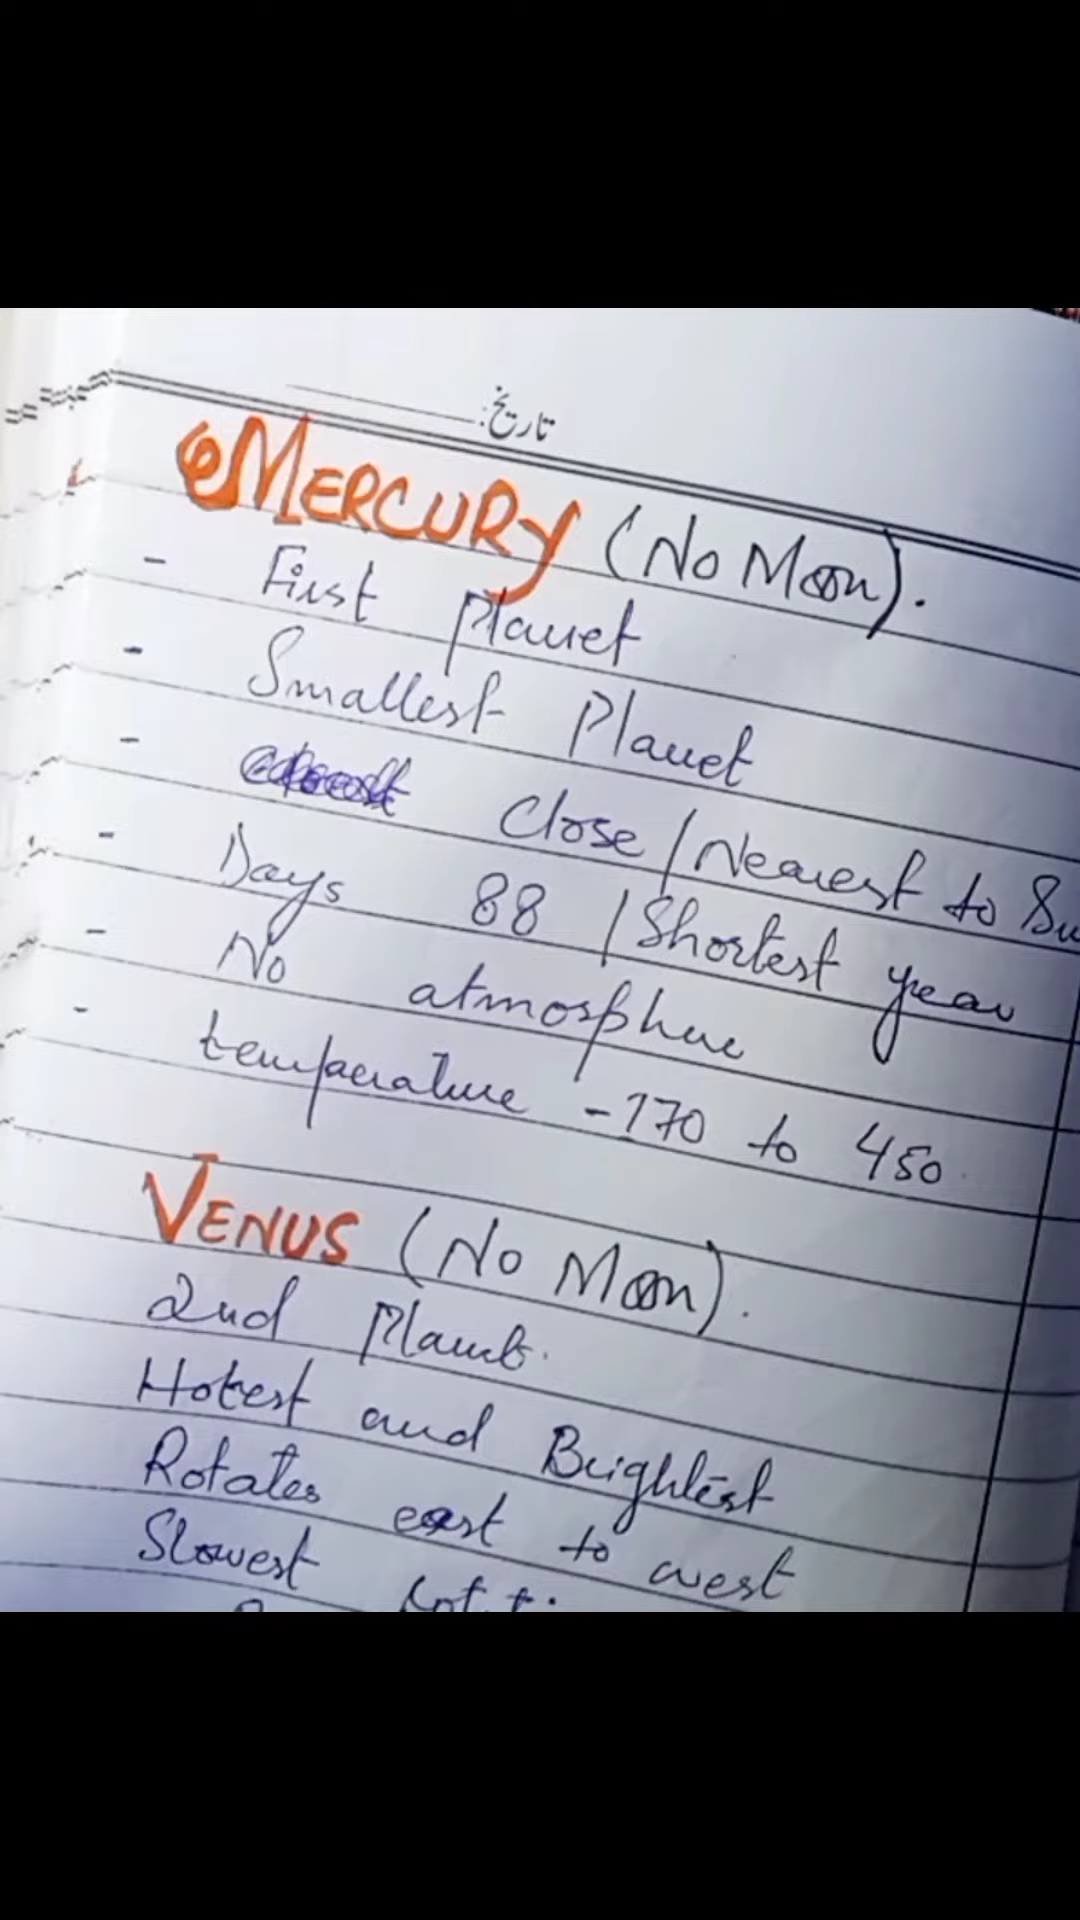 تاریخ:
MERCURY (No Moon).
- First Planet
- Smallest Planet
- Close / Nearest to Su
- Days 88 / Shortest year
- No atmosphere
- temperature -170 to 450
VENUS (No Moon).
2nd Planet.
Hotest and Brightest
Rotates east to west
Slowest